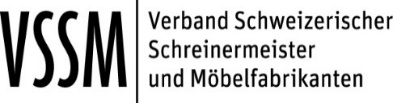 VSSM
Verband Schweizerischer
Schreinermeister
und Möbelfabrikanten